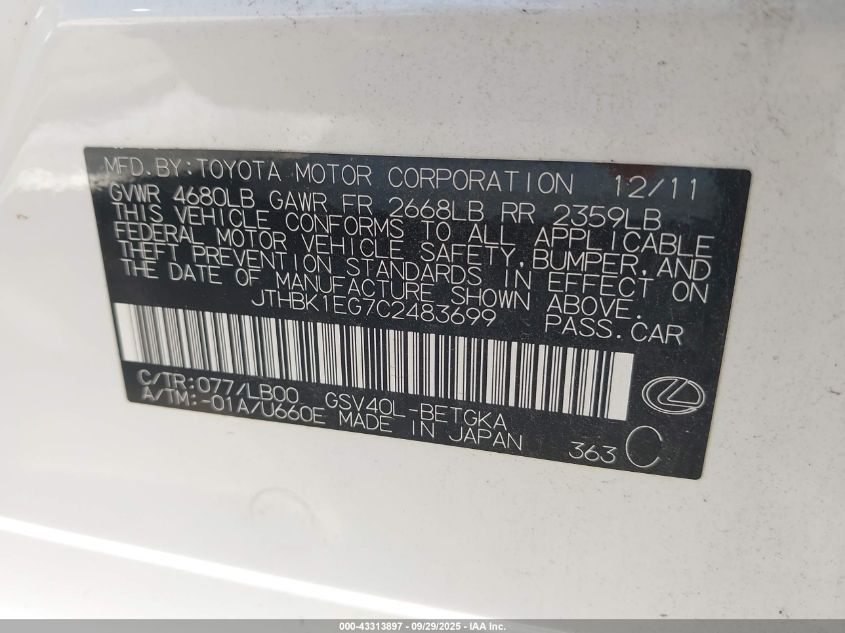 MFD.BY:TOYOTA MOTOR CORPORATION 12/11
GVWR 4680LB GAWR FR 2668LB RR 2359LB
THIS VEHICLE CONFORMS TO ALL APPLICABLE
FEDERAL MOTOR VEHICLE SAFETY,BUMPER,AND
THEFT PREVENTION STANDARDS IN EFFECT ON
THE DATE OF MANUFACTURE SHOWN ABOVE.
JTHBK1EG7C2483699 PASS.CAR
C/TR:077/LB00 GSV40L-BETGKA
A/TM:-01A/U660E MADE IN JAPAN
363 C
000-43313897 - 09/29/2025 - IAA Inc.